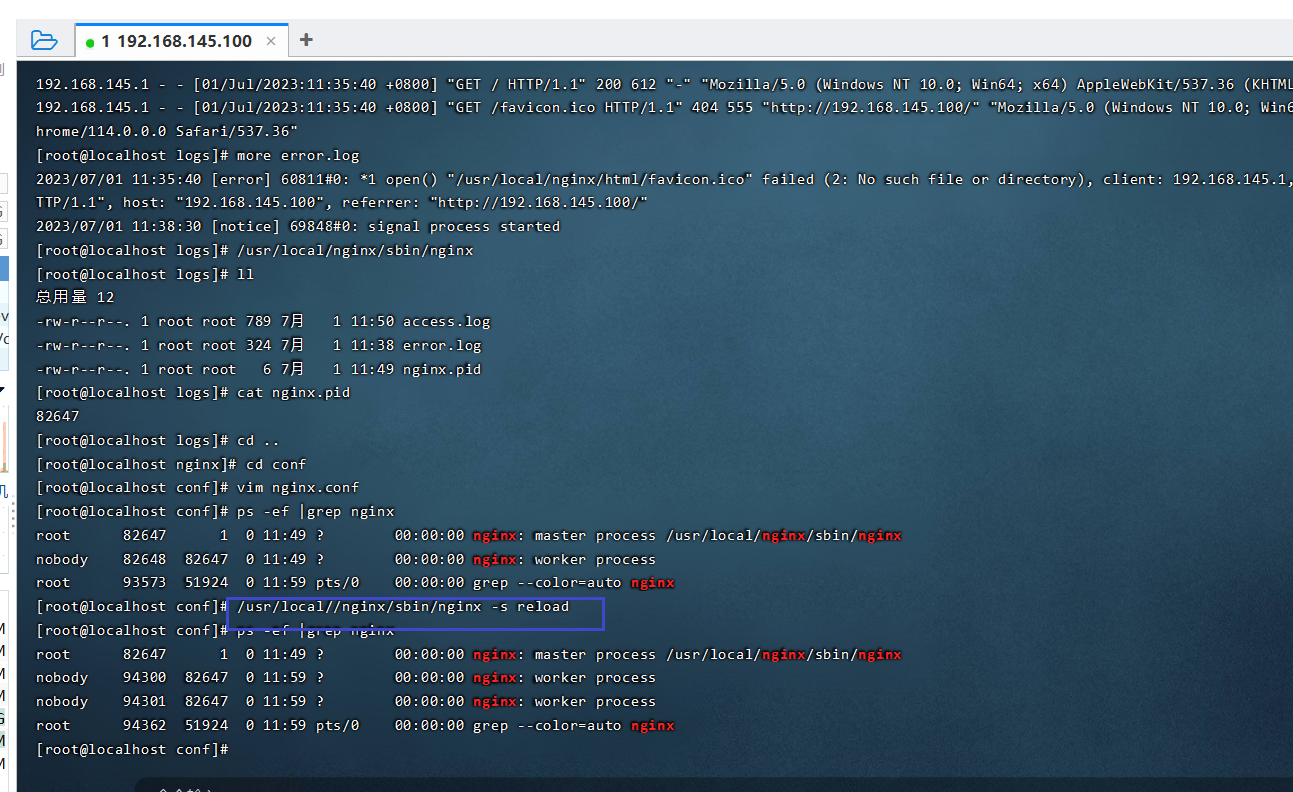 1 192.168.145.100 × +
192.168.145.1 - - [01/Jul/2023:11:35:40 +0800] "GET / HTTP/1.1" 200 612 "-" "Mozilla/5.0 (Windows NT 10.0; Win64; x64) AppleWebKit/537.36 (KHTML
192.168.145.1 - - [01/Jul/2023:11:35:40 +0800] "GET /favicon.ico HTTP/1.1" 404 555 "http://192.168.145.100/" "Mozilla/5.0 (Windows NT 10.0; Win6
hrome/114.0.0.0 Safari/537.36"
[root@localhost logs]# more error.log
2023/07/01 11:35:40 [error] 60811#0: *1 open() "/usr/local/nginx/html/favicon.ico" failed (2: No such file or directory), client: 192.168.145.1,
TTP/1.1", host: "192.168.145.100", referrer: "http://192.168.145.100/"
2023/07/01 11:38:30 [notice] 69848#0: signal process started
[root@localhost logs]# /usr/local/nginx/sbin/nginx
[root@localhost logs]# ll
总用量 12
-rw-r--r--. 1 root root 789 7月   1 11:50 access.log
-rw-r--r--. 1 root root 324 7月   1 11:38 error.log
-rw-r--r--. 1 root root   6 7月   1 11:49 nginx.pid
[root@localhost logs]# cat nginx.pid
82647
[root@localhost logs]# cd ..
[root@localhost nginx]# cd conf
[root@localhost conf]# vim nginx.conf
[root@localhost conf]# ps -ef |grep nginx
root      82647      1  0 11:49 ?        00:00:00 nginx: master process /usr/local/nginx/sbin/nginx
nobody    82648  82647  0 11:49 ?        00:00:00 nginx: worker process
root      93573  51924  0 11:59 pts/0    00:00:00 grep --color=auto nginx
[root@localhost conf]# /usr/local//nginx/sbin/nginx -s reload
[root@localhost conf]# ps -ef |grep nginx
root      82647      1  0 11:49 ?        00:00:00 nginx: master process /usr/local/nginx/sbin/nginx
nobody    94300  82647  0 11:59 ?        00:00:00 nginx: worker process
nobody    94301  82647  0 11:59 ?        00:00:00 nginx: worker process
root      94362  51924  0 11:59 pts/0    00:00:00 grep --color=auto nginx
[root@localhost conf]#